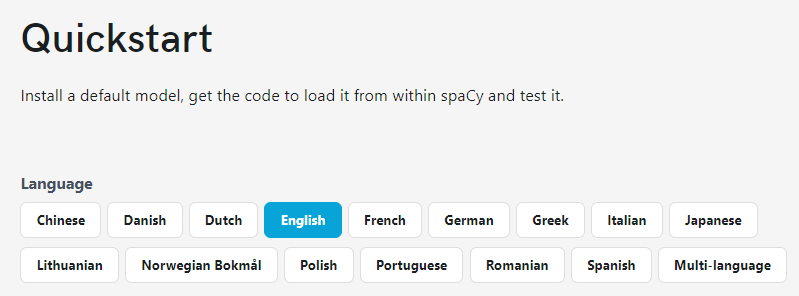 Quickstart
Install a default model, get the code to load it from within spaCy and test it.
Language
Chinese Danish Dutch English French German Greek Italian Japanese
Lithuanian Norwegian Bokmål Polish Portuguese Romanian Spanish Multi-language